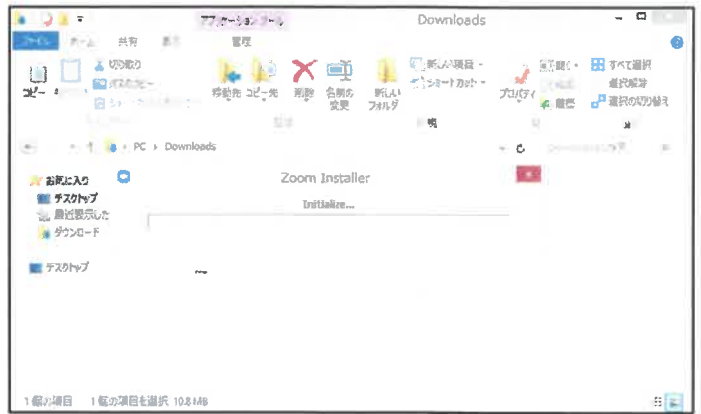 アプリケーション ツール
Downloads
ファイル ホーム 共有 表示 管理
コピー
切り取り
パスのコピー
移動先 コピー先 削除 名前の変更
新しいフォルダー
新しい項目
ショートカット
プロパティ
開く
履歴
すべて選択
選択解除
選択の切り替え
PC Downloads
お気に入り
デスクトップ
最近表示した
ダウンロード
デスクトップ
Zoom Installer
Initialize...
1 個の項目 1 個の項目を選択 10.8 MB